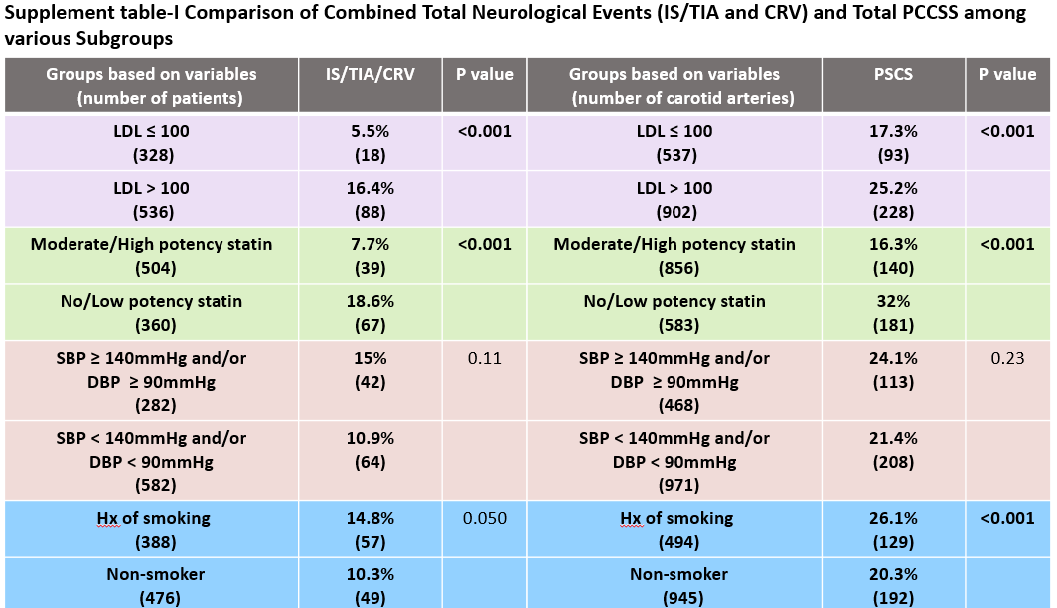 Supplement table-I Comparison of Combined Total Neurological Events (IS/TIA and CRV) and Total PCCSS among
various Subgroups
Groups based on variables IS/TIA/CRV P value Groups based on variables PSCS P value
(number of patients) (number of carotid arteries)
LDL ≤ 100 5.5% <0.001 LDL ≤ 100 17.3% <0.001
(328) (18) (537) (93)
LDL > 100 16.4% LDL > 100 25.2%
(536) (88) (902) (228)
Moderate/High potency statin 7.7% <0.001 Moderate/High potency statin 16.3% <0.001
(504) (39) (856) (140)
No/Low potency statin 18.6% No/Low potency statin 32%
(360) (67) (583) (181)
SBP ≥ 140mmHg and/or 15% 0.11 SBP ≥ 140mmHg and/or 24.1% 0.23
DBP ≥ 90mmHg (42) DBP ≥ 90mmHg (113)
(282) (468)
SBP < 140mmHg and/or 10.9% SBP < 140mmHg and/or 21.4%
DBP < 90mmHg (64) DBP < 90mmHg (208)
(582) (971)
Hx of smoking 14.8% 0.050 Hx of smoking 26.1% <0.001
(388) (57) (494) (129)
Non-smoker 10.3% Non-smoker 20.3%
(476) (49) (945) (192)